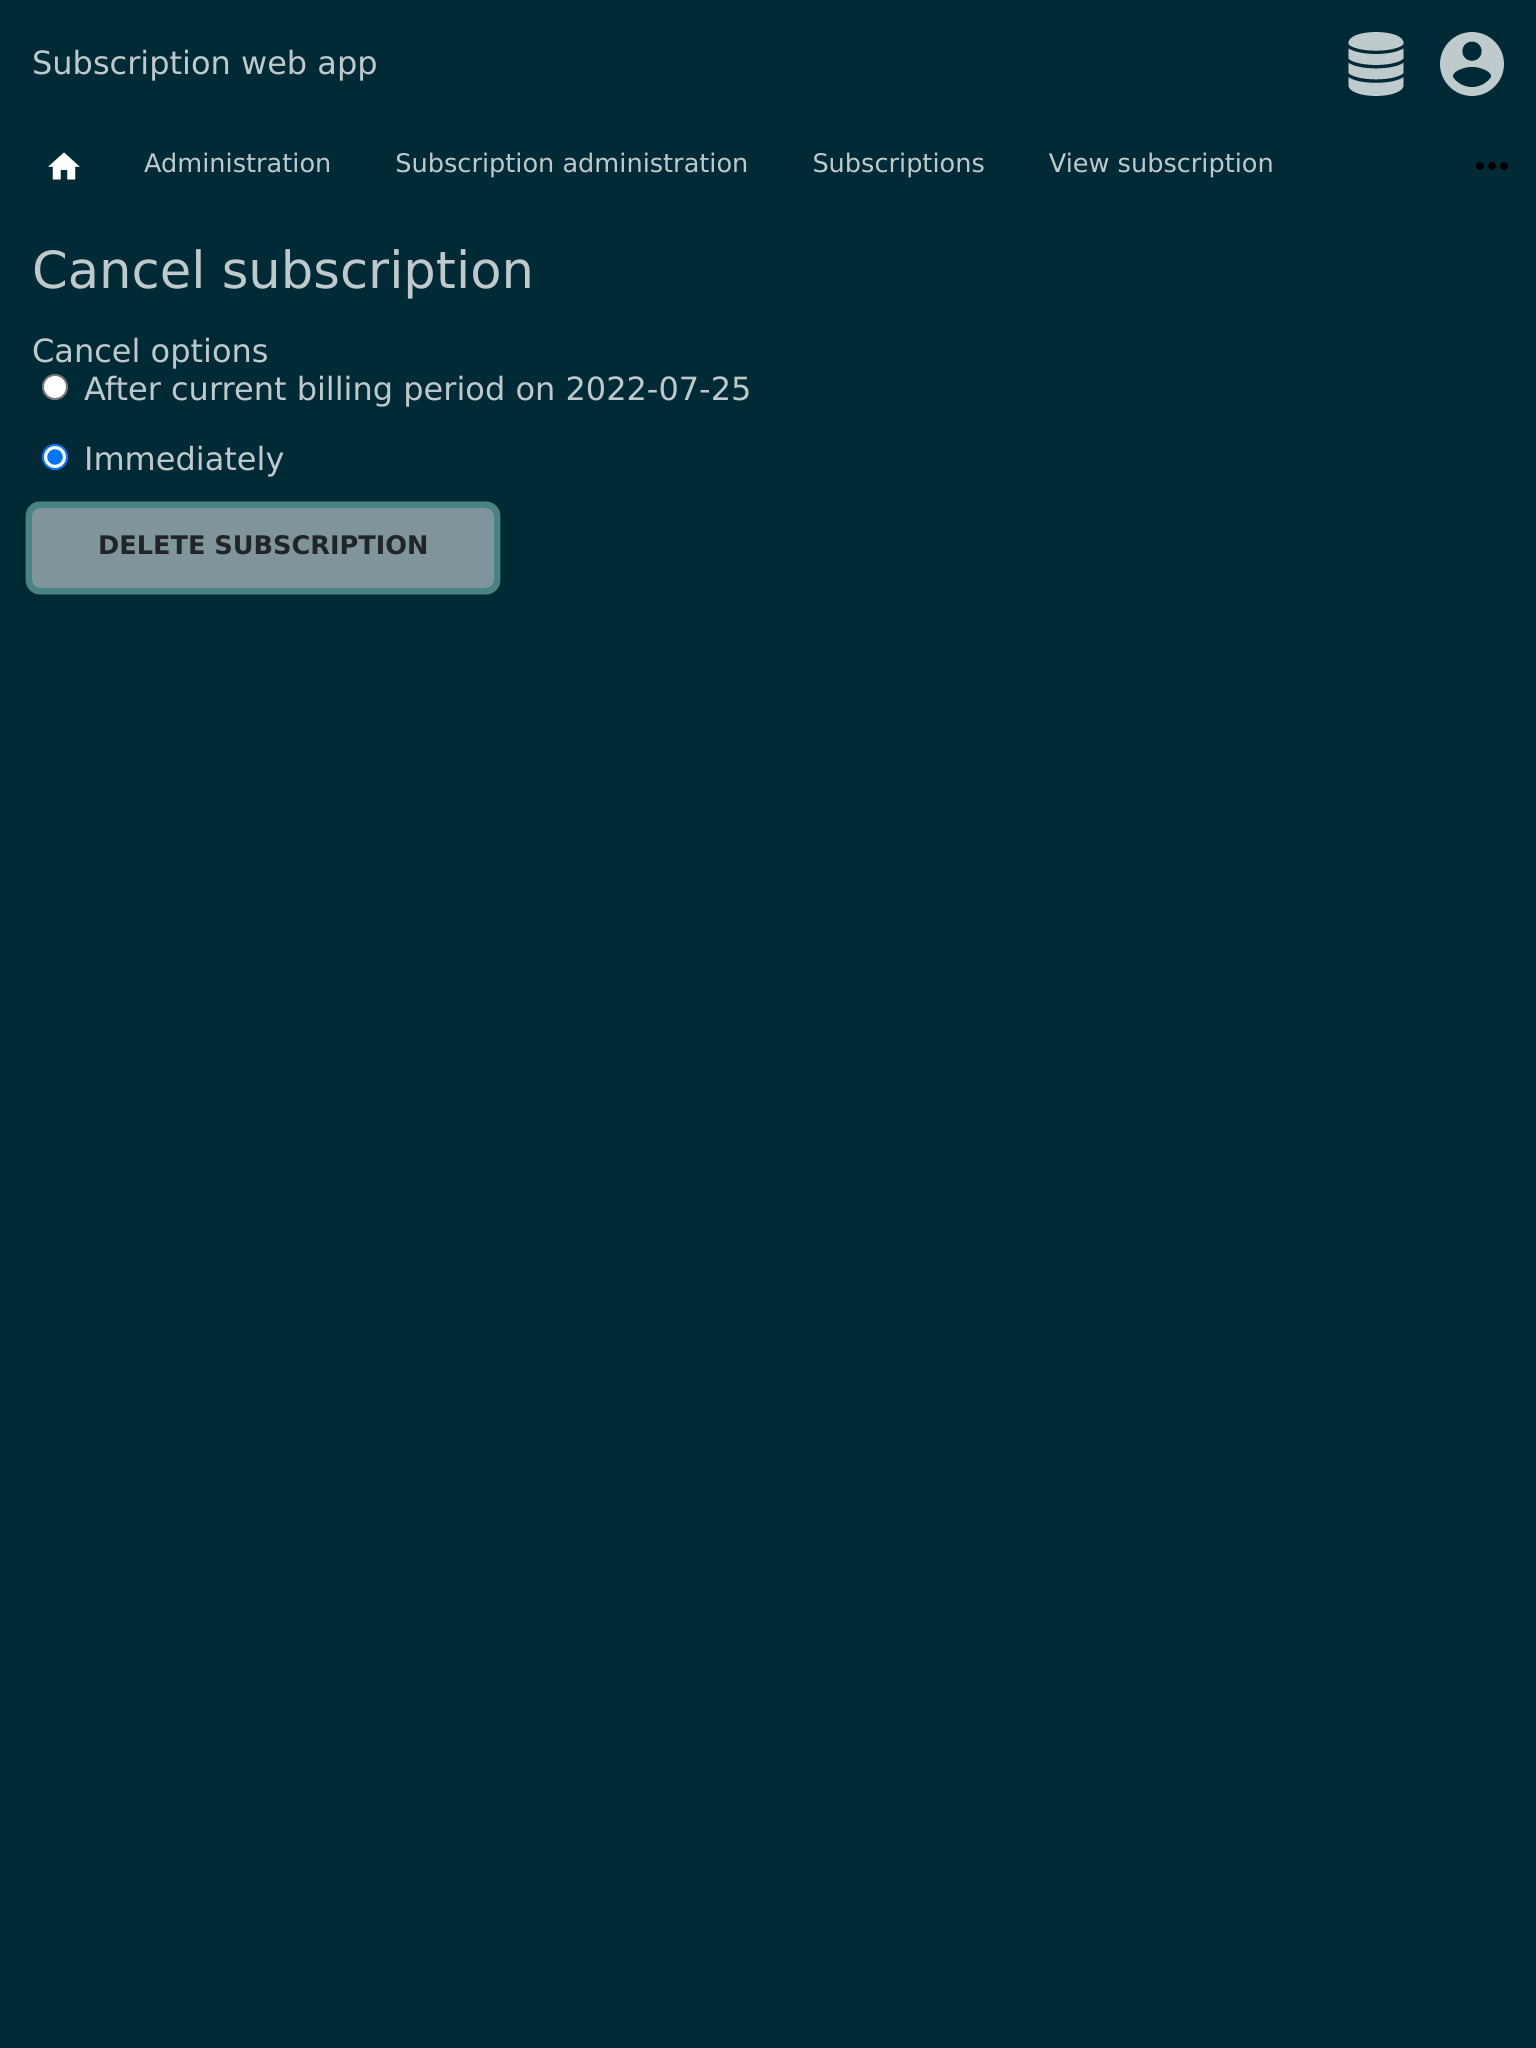 Subscription web app
Administration Subscription administration Subscriptions View subscription
Cancel subscription
Cancel options
After current billing period on 2022-07-25
Immediately
DELETE SUBSCRIPTION